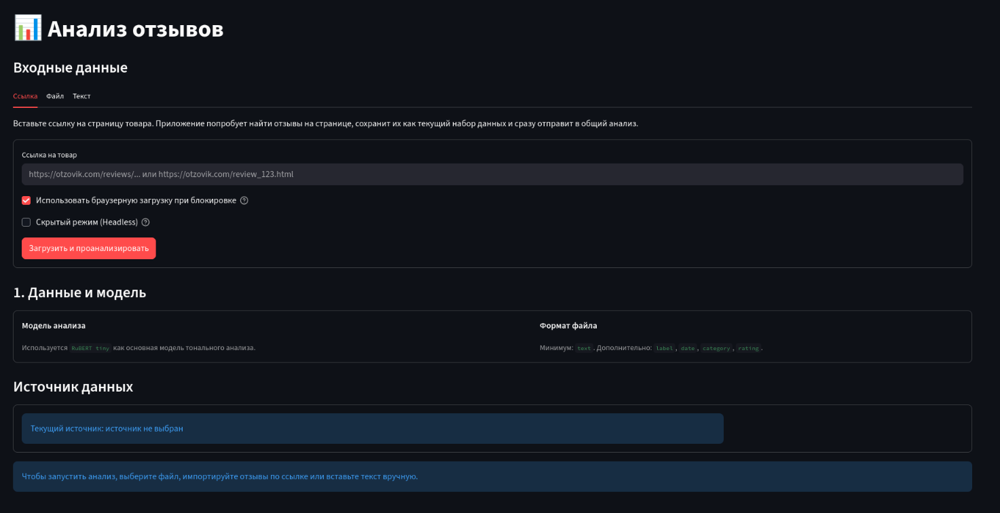 Анализ отзывов
Входные данные
Ссылка Файл Текст
Вставьте ссылку на страницу товара. Приложение попробует найти отзывы на странице, сохранит их как текущий набор данных и сразу отправит в общий анализ.
Ссылка на товар
https://otzovik.com/reviews/... или https://otzovik.com/review_123.html
Использовать браузерную загрузку при блокировке
Скрытый режим (Headless)
Загрузить и проанализировать
1. Данные и модель
Модель анализа
Используется RuBERT tiny как основная модель тонального анализа.
Формат файла
Минимум: text. Дополнительно: label, date, category, rating.
Источник данных
Текущий источник: источник не выбран
Чтобы запустить анализ, выберите файл, импортируйте отзывы по ссылке или вставьте текст вручную.